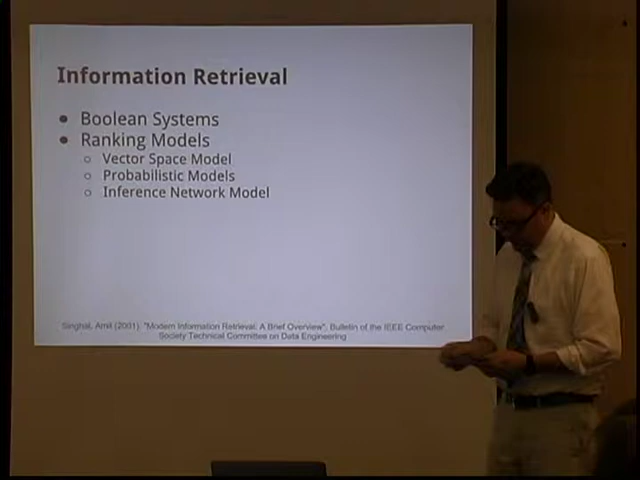 Information Retrieval
● Boolean Systems
● Ranking Models
○ Vector Space Model
○ Probabilistic Models
○ Inference Network Model
Singhal, Amit (2001). "Modern Information Retrieval: A Brief Overview". Bulletin of the IEEE Computer
Society Technical Committee on Data Engineering